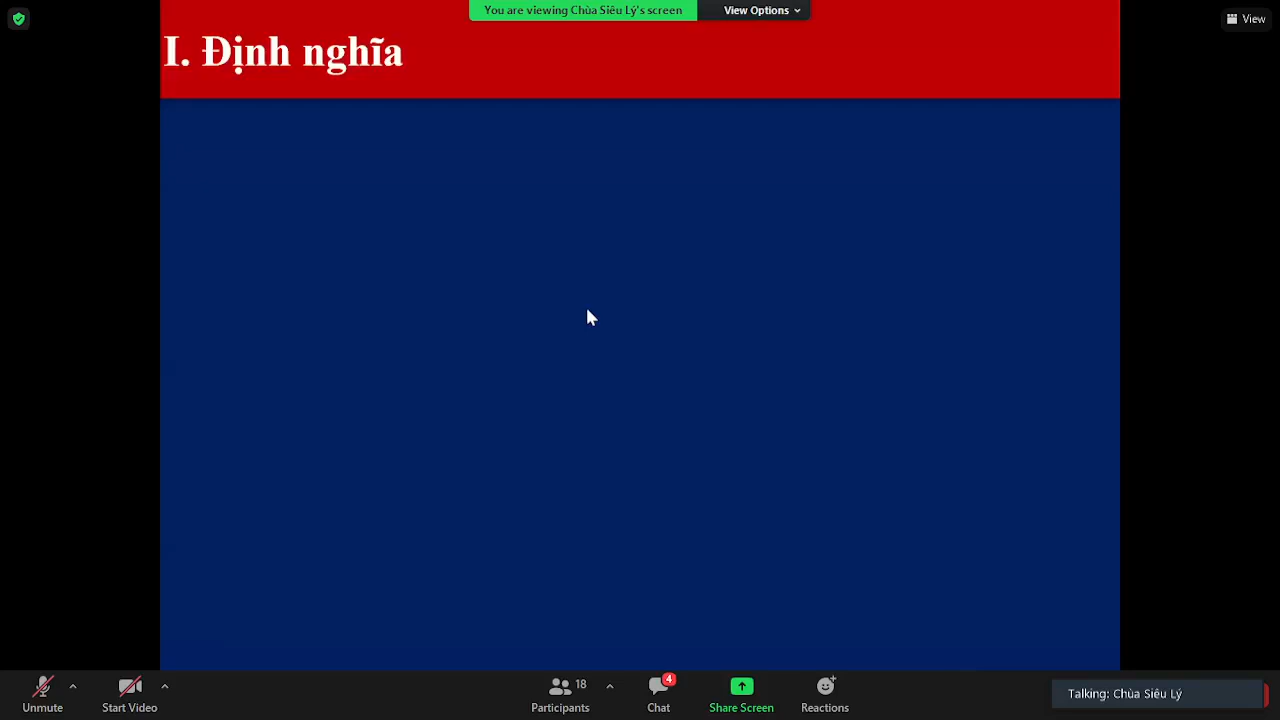 You are viewing Chùa Siêu Lý's screen
View Options
View
I. Định nghĩa
Unmute
Start Video
18
Participants
4
Chat
Share Screen
Reactions
Talking: Chùa Siêu Lý